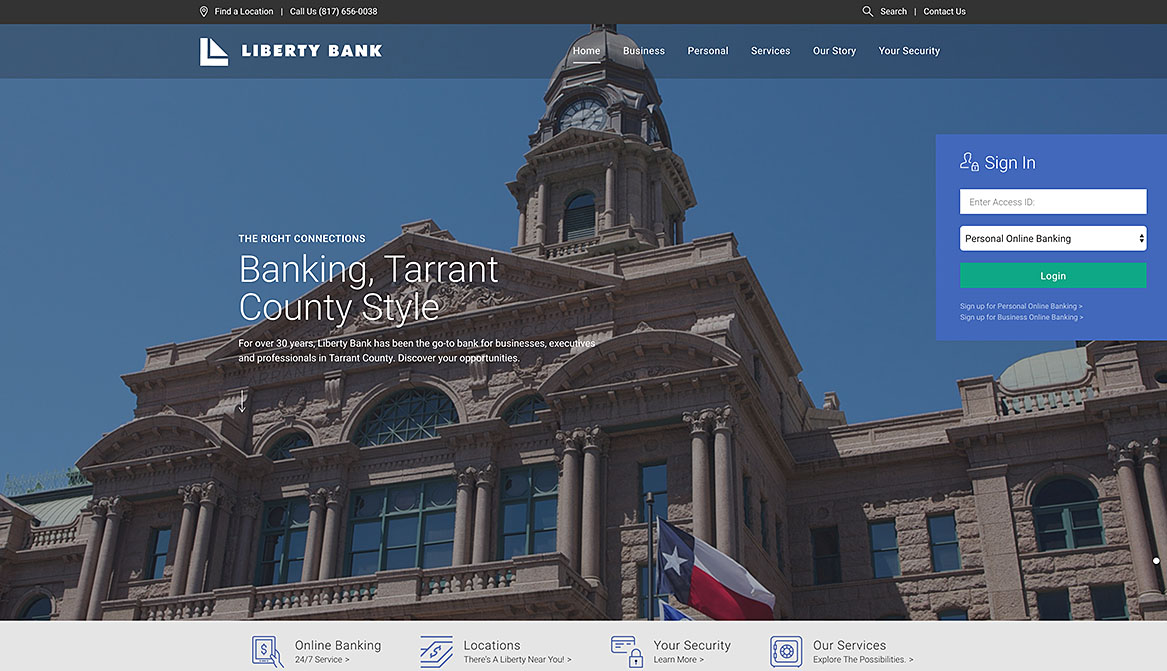 Find a Location | Call Us (817) 656-0038
Search | Contact Us
LIBERTY BANK
Home Business Personal Services Our Story Your Security
Sign In
Enter Access ID:
Personal Online Banking
Login
Sign up for Personal Online Banking >
Sign up for Business Online Banking >
THE RIGHT CONNECTIONS
Banking, Tarrant
County Style
For over 30 years, Liberty Bank has been the go-to bank for businesses, executives
and professionals in Tarrant County. Discover your opportunities.
Online Banking
24/7 Service >
Locations
There's A Liberty Near You! >
Your Security
Learn More >
Our Services
Explore The Possibilities. >